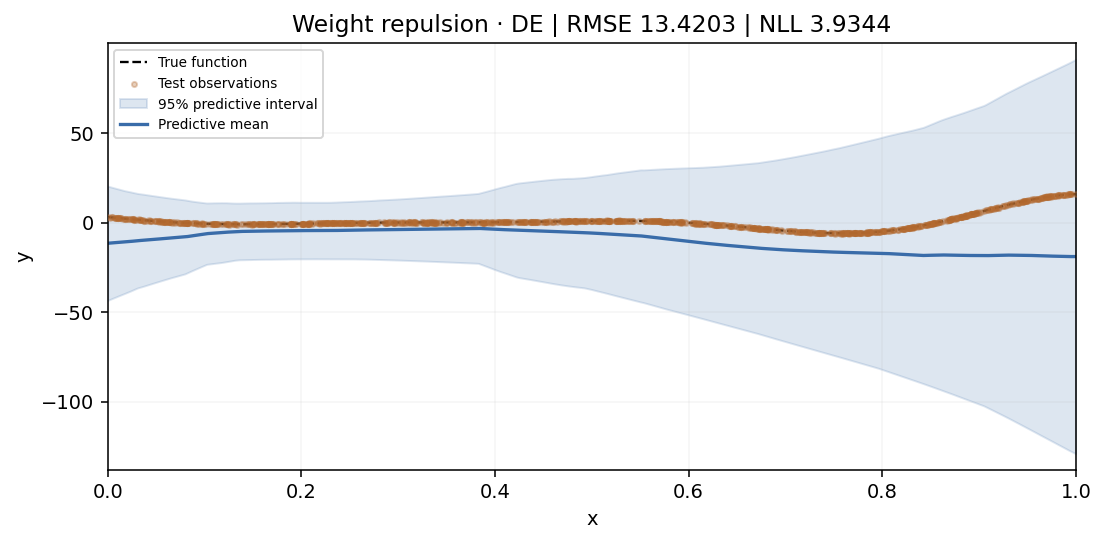 Weight repulsion · DE | RMSE 13.4203 | NLL 3.9344
True function
Test observations
95% predictive interval
Predictive mean
50
0
−50
−100
y
0.0 0.2 0.4 0.6 0.8 1.0
x